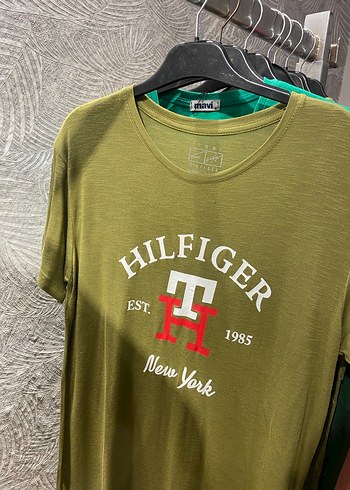 mavi
HILFIGER
TH
EST. 1985
New York